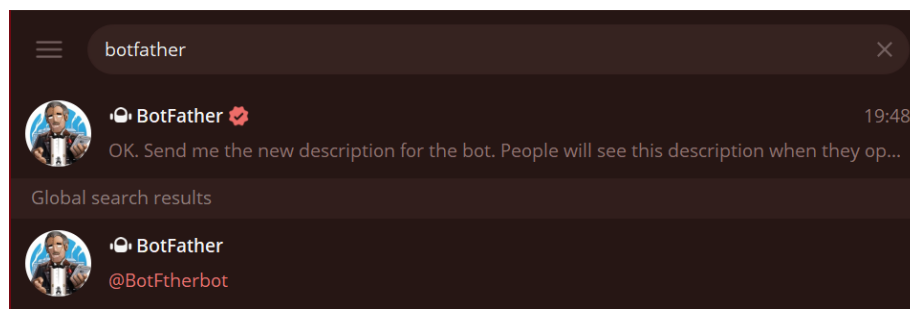 botfather
BotFather
19:48
OK. Send me the new description for the bot. People will see this description when they op...
Global search results
BotFather
@BotFtherbot